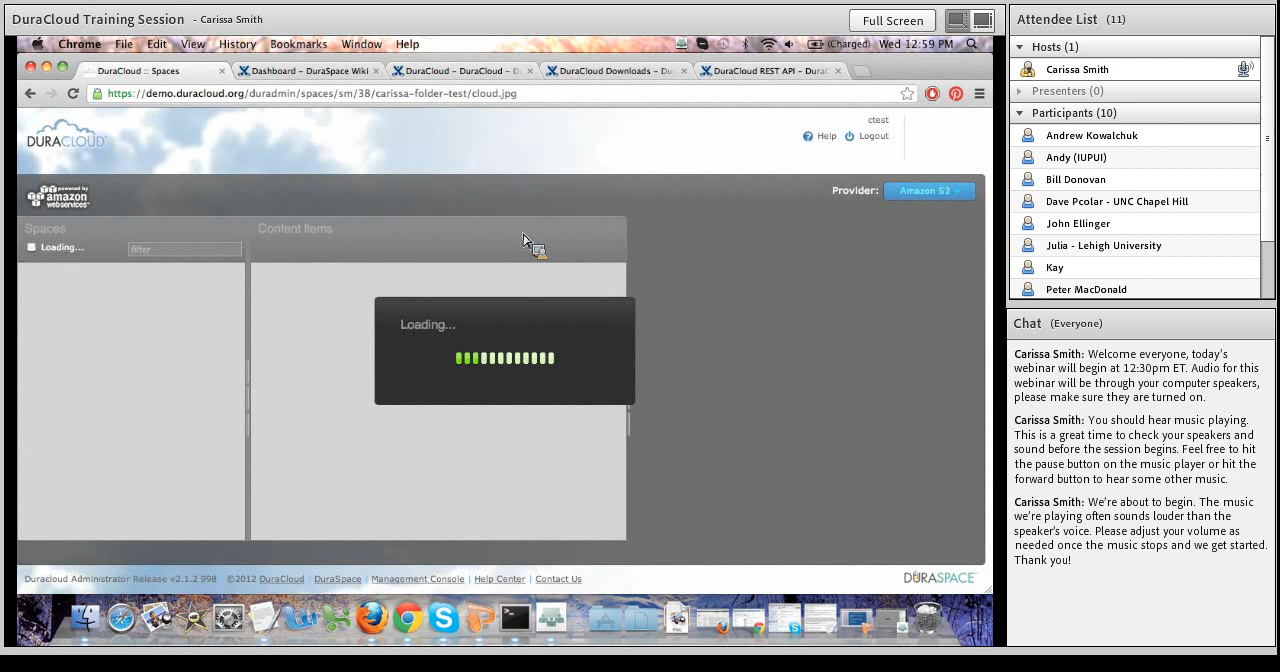 DuraCloud Training Session - Carissa Smith
Full Screen
Chrome File Edit View History Bookmarks Window Help
(Charged) Wed 12:59 PM
DuraCloud :: Spaces
Dashboard – DuraSpace Wiki
DuraCloud – DuraCloud – D
DuraCloud Downloads – Du
DuraCloud REST API – Dura
https://demo.duracloud.org/duradmin/spaces/sm/38/carissa-folder-test/cloud.jpg
DURACLOUD
ctest
Help Logout
powered by
amazon
webservices
Provider: Amazon S3
Spaces
Content Items
Loading...
filter
Loading...
Duracloud Administrator Release v2.1.2 998 ©2012 DuraCloud | DuraSpace | Management Console | Help Center | Contact Us
DURASPACE
Attendee List (11)
Hosts (1)
Carissa Smith
Presenters (0)
Participants (10)
Andrew Kowalchuk
Andy (IUPUI)
Bill Donovan
Dave Pcolar - UNC Chapel Hill
John Ellinger
Julia - Lehigh University
Kay
Peter MacDonald
Chat (Everyone)
Carissa Smith: Welcome everyone, today's
webinar will begin at 12:30pm ET. Audio for this
webinar will be through your computer speakers,
please make sure they are turned on.
Carissa Smith: You should hear music playing.
This is a great time to check your speakers and
sound before the session begins. Feel free to hit
the pause button on the music player or hit the
forward button to hear some other music.
Carissa Smith: We're about to begin. The music
we're playing often sounds louder than the
speaker's voice. Please adjust your volume as
needed once the music stops and we get started.
Thank you!